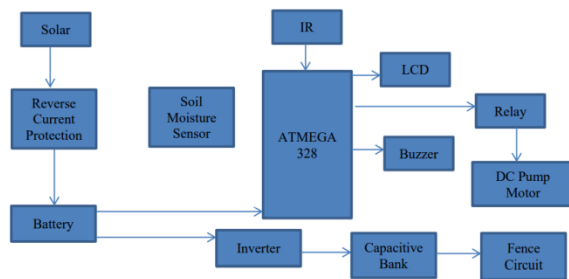 Solar
IR
LCD
Reverse
Current
Protection
Soil
Moisture
Sensor
ATMEGA
328
Relay
Buzzer
DC Pump
Motor
Battery
Inverter
Capacitive
Bank
Fence
Circuit